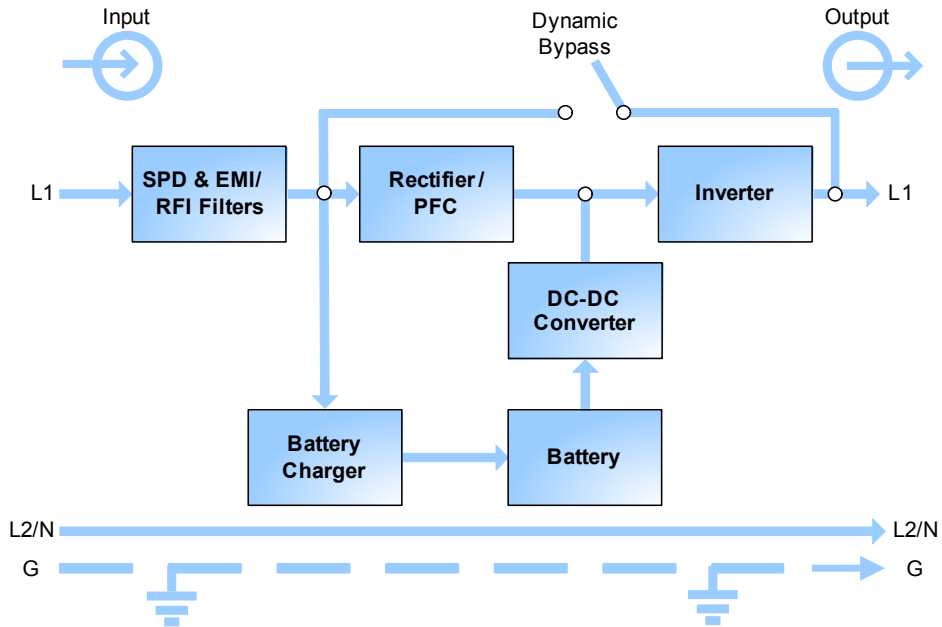 Input
Dynamic
Bypass
Output
L1
SPD & EMI/
RFI Filters
Rectifier/
PFC
Inverter
L1
DC-DC
Converter
Battery
Charger
Battery
L2/N
L2/N
G
G